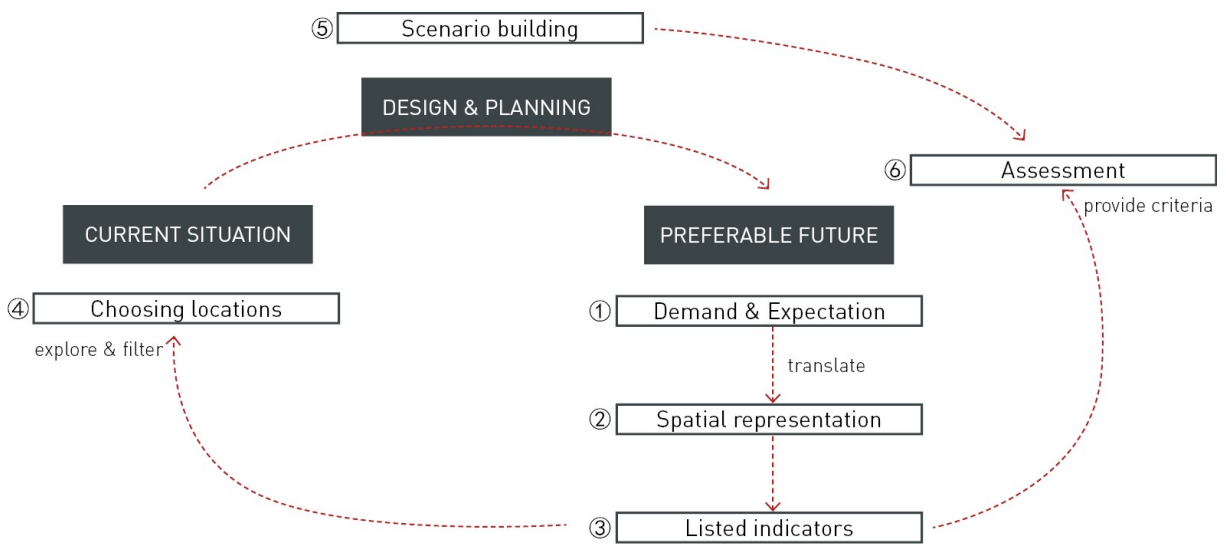 ⑤ Scenario building
DESIGN & PLANNING
⑥ Assessment
provide criteria
CURRENT SITUATION
PREFERABLE FUTURE
④ Choosing locations
explore & filter
① Demand & Expectation
translate
② Spatial representation
③ Listed indicators